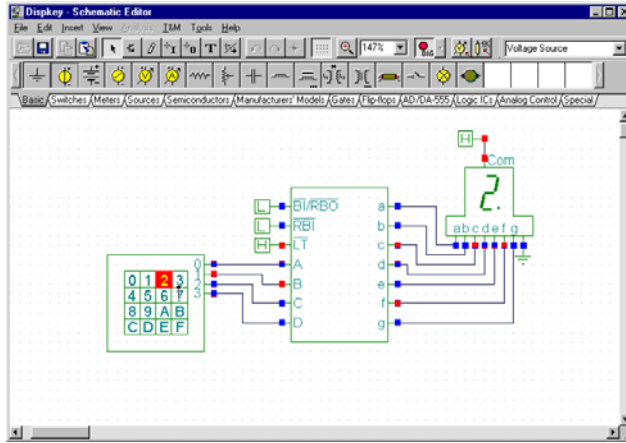 Dispkey - Schematic Editor
File Edit Insert View Analysis T&M Tools Help
T 147% DIG Voltage Source
Basic Switches Meters Sources Semiconductors Manufacturers' Models Gates Flip-flops AD/DA-555 Logic ICs Analog Control Special
H
Com
2.
abcdefg
L BI/RBO a
L RBI b
H LT c
0 A d
1 B e
2 C f
3 D g
0 1 2 3
4 5 6 7
8 9 A B
C D E F